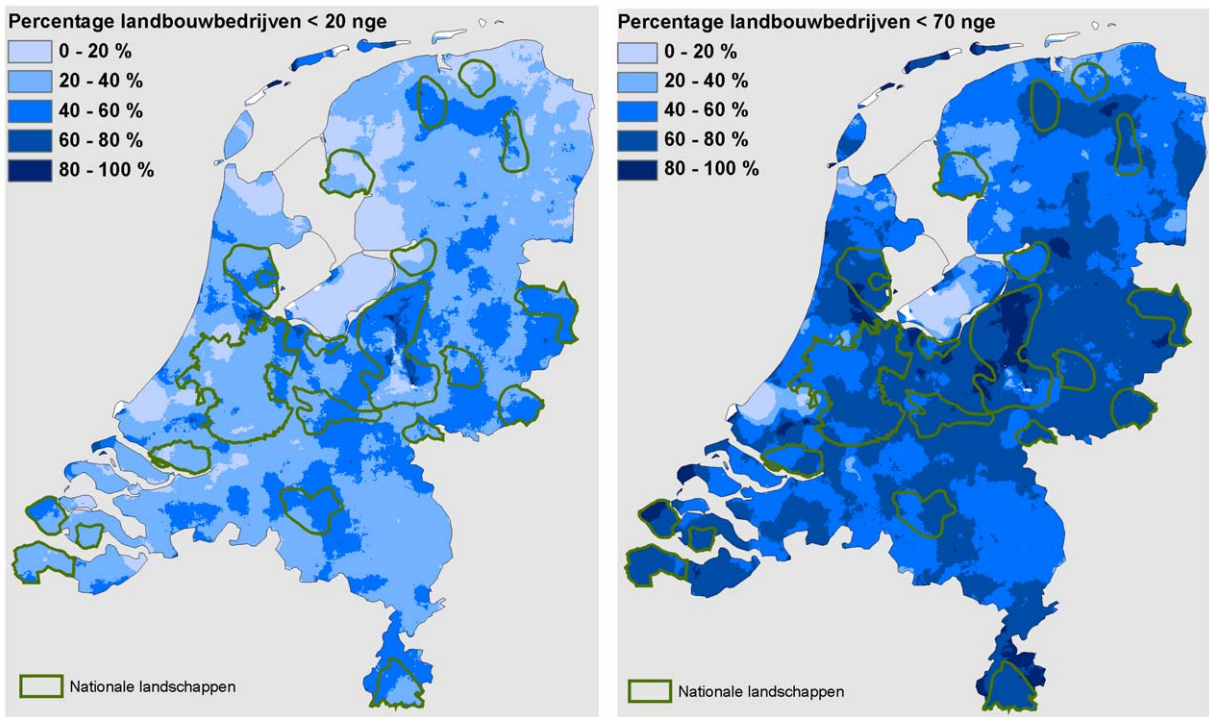 Percentage landbouwbedrijven < 20 nge
0 - 20 %
20 - 40 %
40 - 60 %
60 - 80 %
80 - 100 %
Nationale landschappen
Percentage landbouwbedrijven < 70 nge
0 - 20 %
20 - 40 %
40 - 60 %
60 - 80 %
80 - 100 %
Nationale landschappen